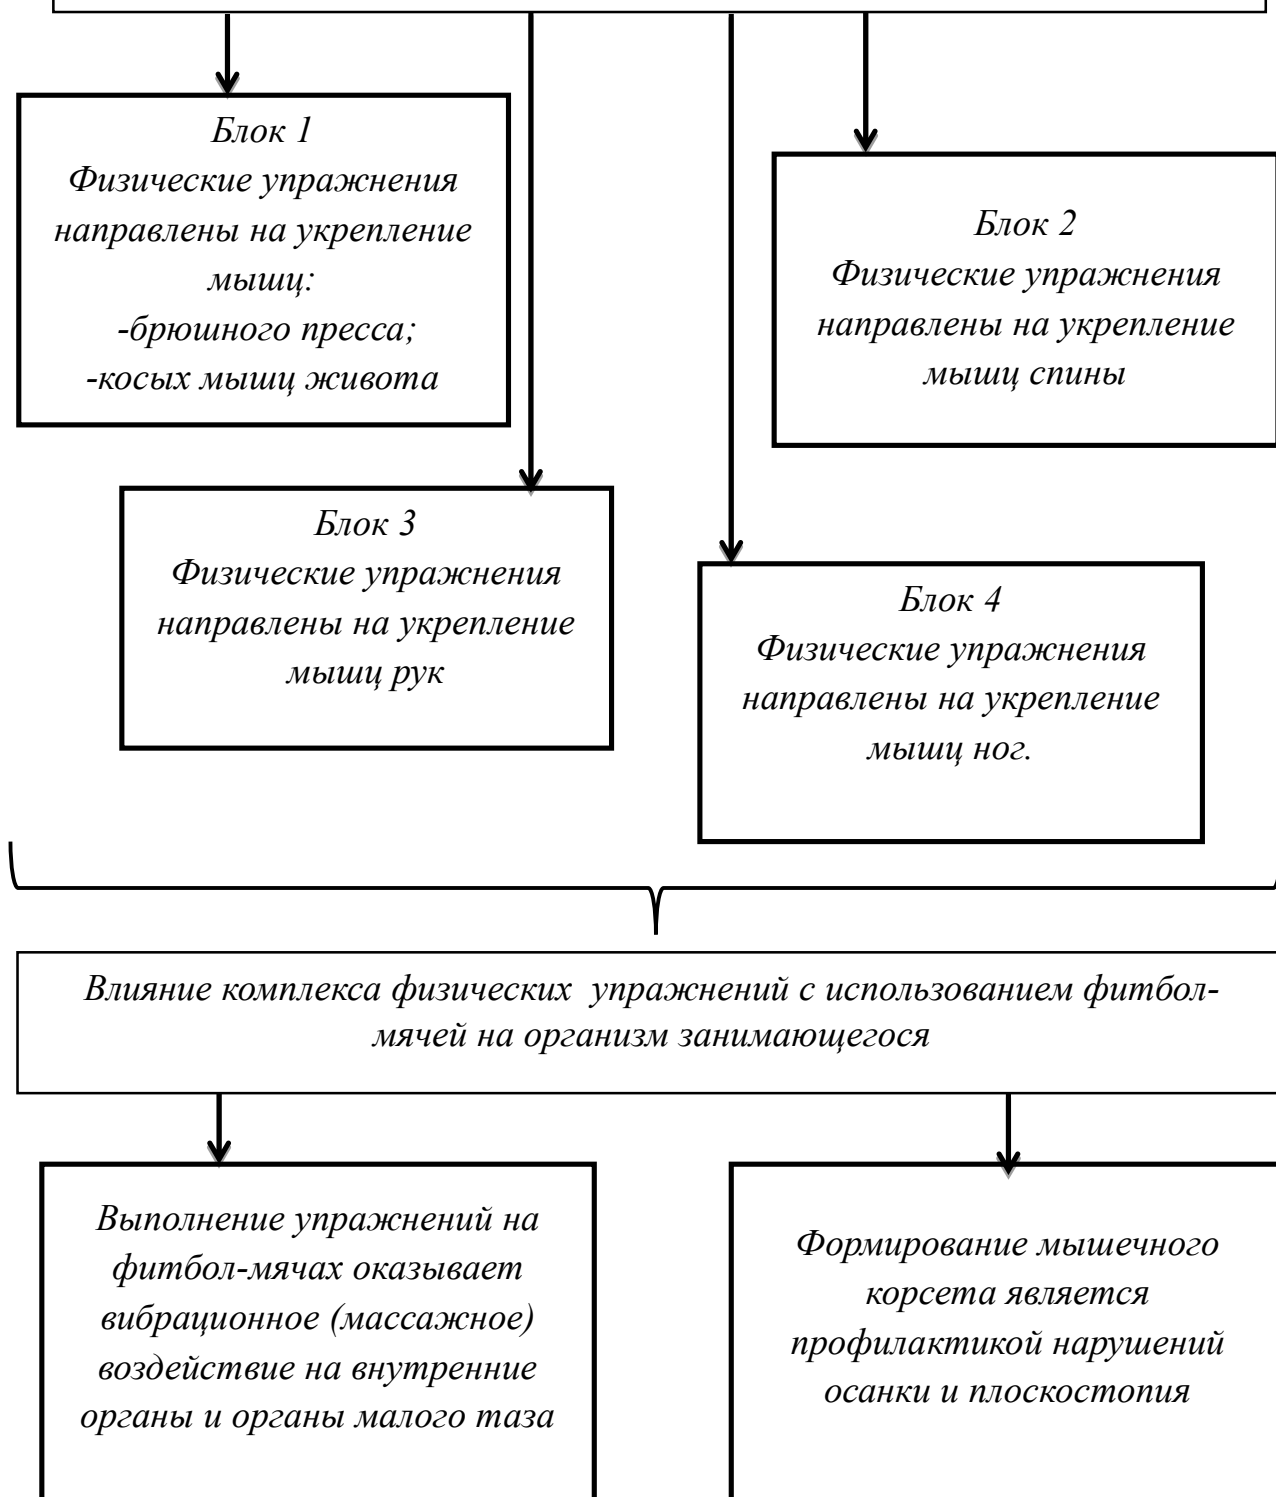 Блок 1
Физические упражнения
направлены на укрепление
мышц:
-брюшного пресса;
-косых мышц живота
Блок 2
Физические упражнения
направлены на укрепление
мышц спины
Блок 3
Физические упражнения
направлены на укрепление
мышц рук
Блок 4
Физические упражнения
направлены на укрепление
мышц ног.
Влияние комплекса физических  упражнений с использованием фитбол-
мячей на организм занимающегося
Выполнение упражнений на
фитбол-мячах оказывает
вибрационное (массажное)
воздействие на внутренние
органы и органы малого таза
Формирование мышечного
корсета является
профилактикой нарушений
осанки и плоскостопия